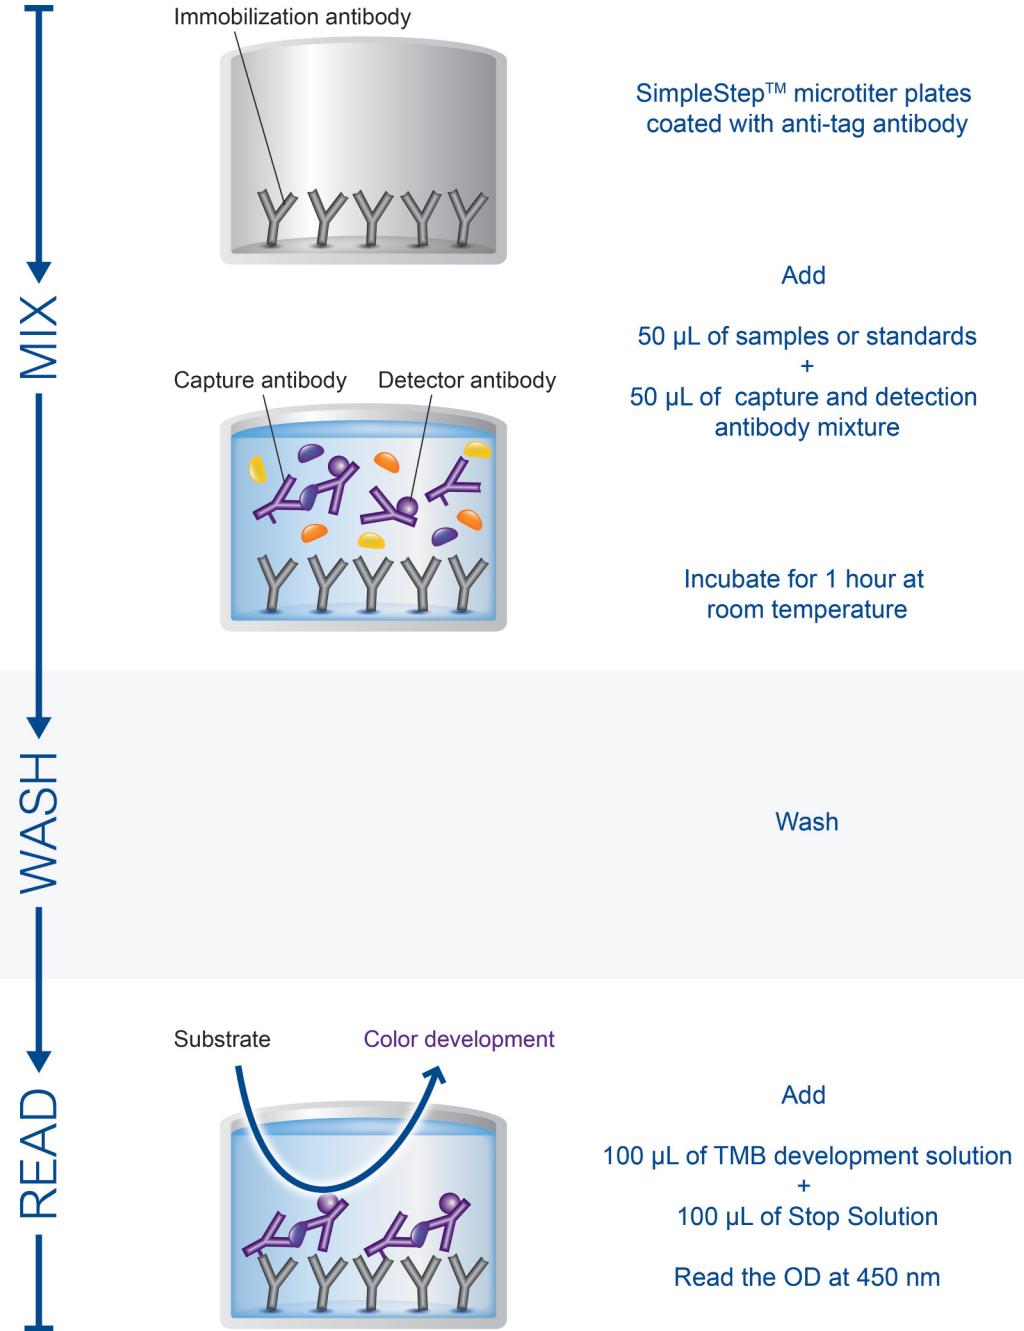 Immobilization antibody
SimpleStep™ microtiter plates
coated with anti-tag antibody
MIX
Add
50 µL of samples or standards
+
50 µL of capture and detection
antibody mixture
Capture antibody
Detector antibody
Incubate for 1 hour at
room temperature
WASH
Wash
READ
Substrate
Color development
Add
100 µL of TMB development solution
+
100 µL of Stop Solution
Read the OD at 450 nm